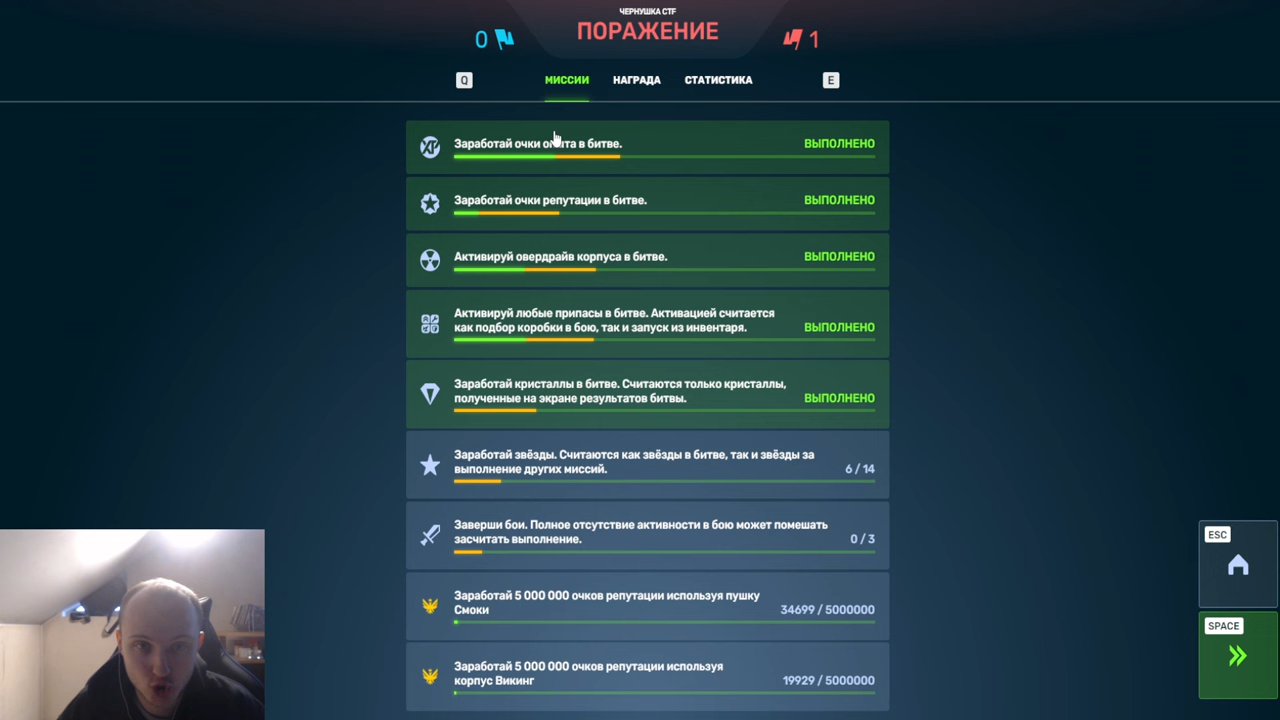 ЧЕРНУШКА CTF
0 ПОРАЖЕНИЕ 1
Q МИССИИ НАГРАДА СТАТИСТИКА E
Заработай очки опыта в битве. ВЫПОЛНЕНО
Заработай очки репутации в битве. ВЫПОЛНЕНО
Активируй овердрайв корпуса в битве. ВЫПОЛНЕНО
Активируй любые припасы в битве. Активацией считается
как подбор коробки в бою, так и запуск из инвентаря. ВЫПОЛНЕНО
Заработай кристаллы в битве. Считаются только кристаллы,
полученные на экране результатов битвы. ВЫПОЛНЕНО
Заработай звёзды. Считаются как звёзды в битве, так и звёзды за
выполнение других миссий. 6 / 14
Заверши бои. Полное отсутствие активности в бою может помешать
засчитать выполнение. 0 / 3
Заработай 5 000 000 очков репутации используя пушку
Смоки 34699 / 5000000
Заработай 5 000 000 очков репутации используя
корпус Викинг 19929 / 5000000
ESC
SPACE